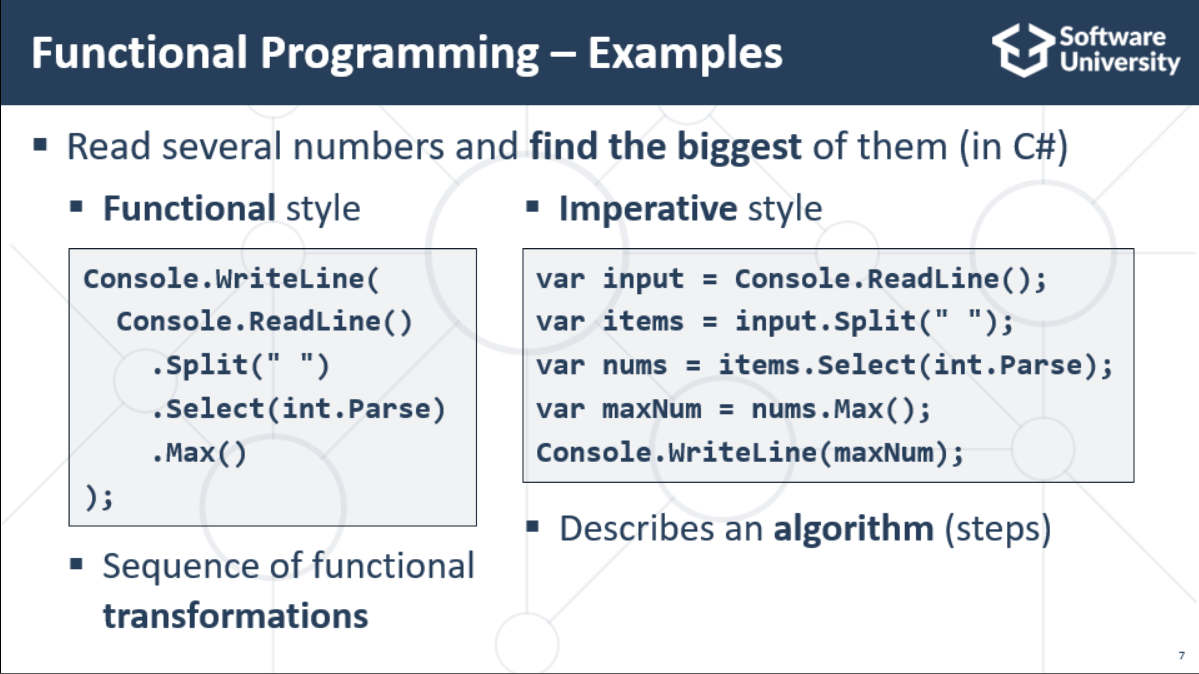 Functional Programming – Examples
Software
University
▪ Read several numbers and find the biggest of them (in C#)
▪ Functional style
Console.WriteLine(
  Console.ReadLine()
    .Split(" ")
    .Select(int.Parse)
    .Max()
);
▪ Sequence of functional
transformations
▪ Imperative style
var input = Console.ReadLine();
var items = input.Split(" ");
var nums = items.Select(int.Parse);
var maxNum = nums.Max();
Console.WriteLine(maxNum);
▪ Describes an algorithm (steps)
7